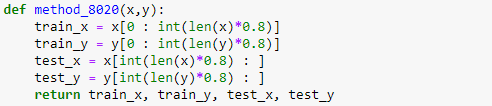 def method_8020(x,y):
    train_x = x[0 : int(len(x)*0.8)]
    train_y = y[0 : int(len(y)*0.8)]
    test_x = x[int(len(x)*0.8) : ]
    test_y = y[int(len(y)*0.8) : ]
    return train_x, train_y, test_x, test_y